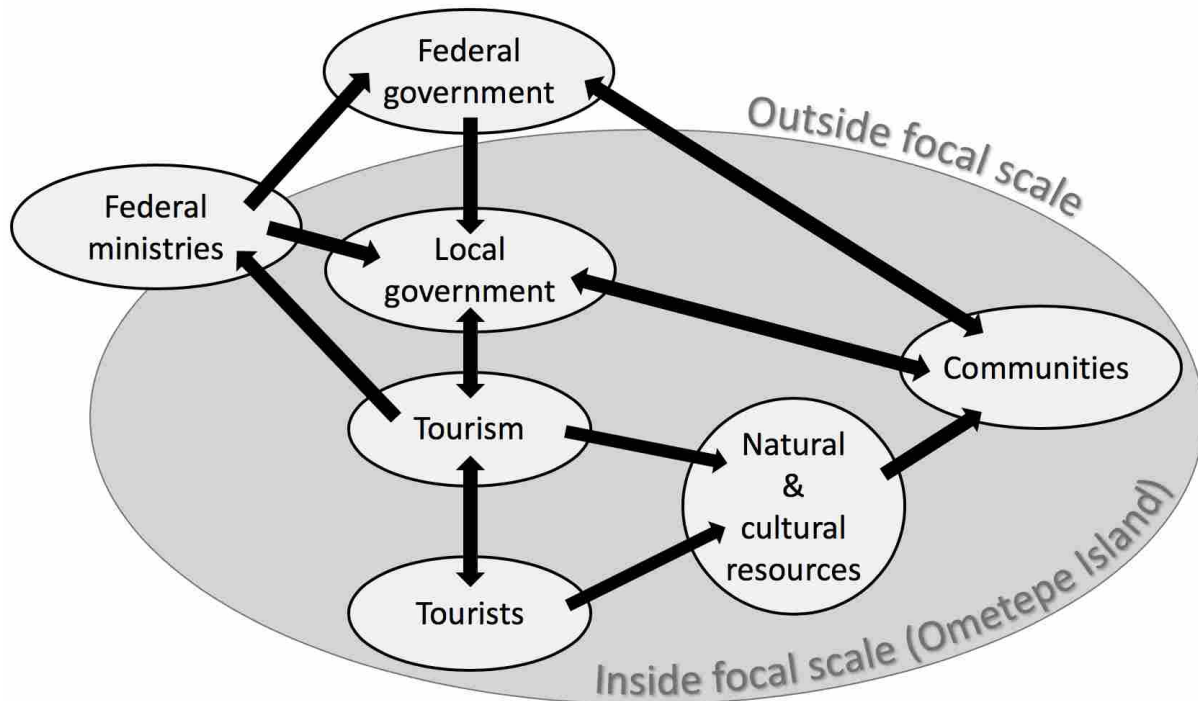 Federal
government
Outside focal scale
Federal
ministries
Local
government
Communities
Tourism
Natural
&
cultural
resources
Tourists
Inside focal scale (Ometepe Island)